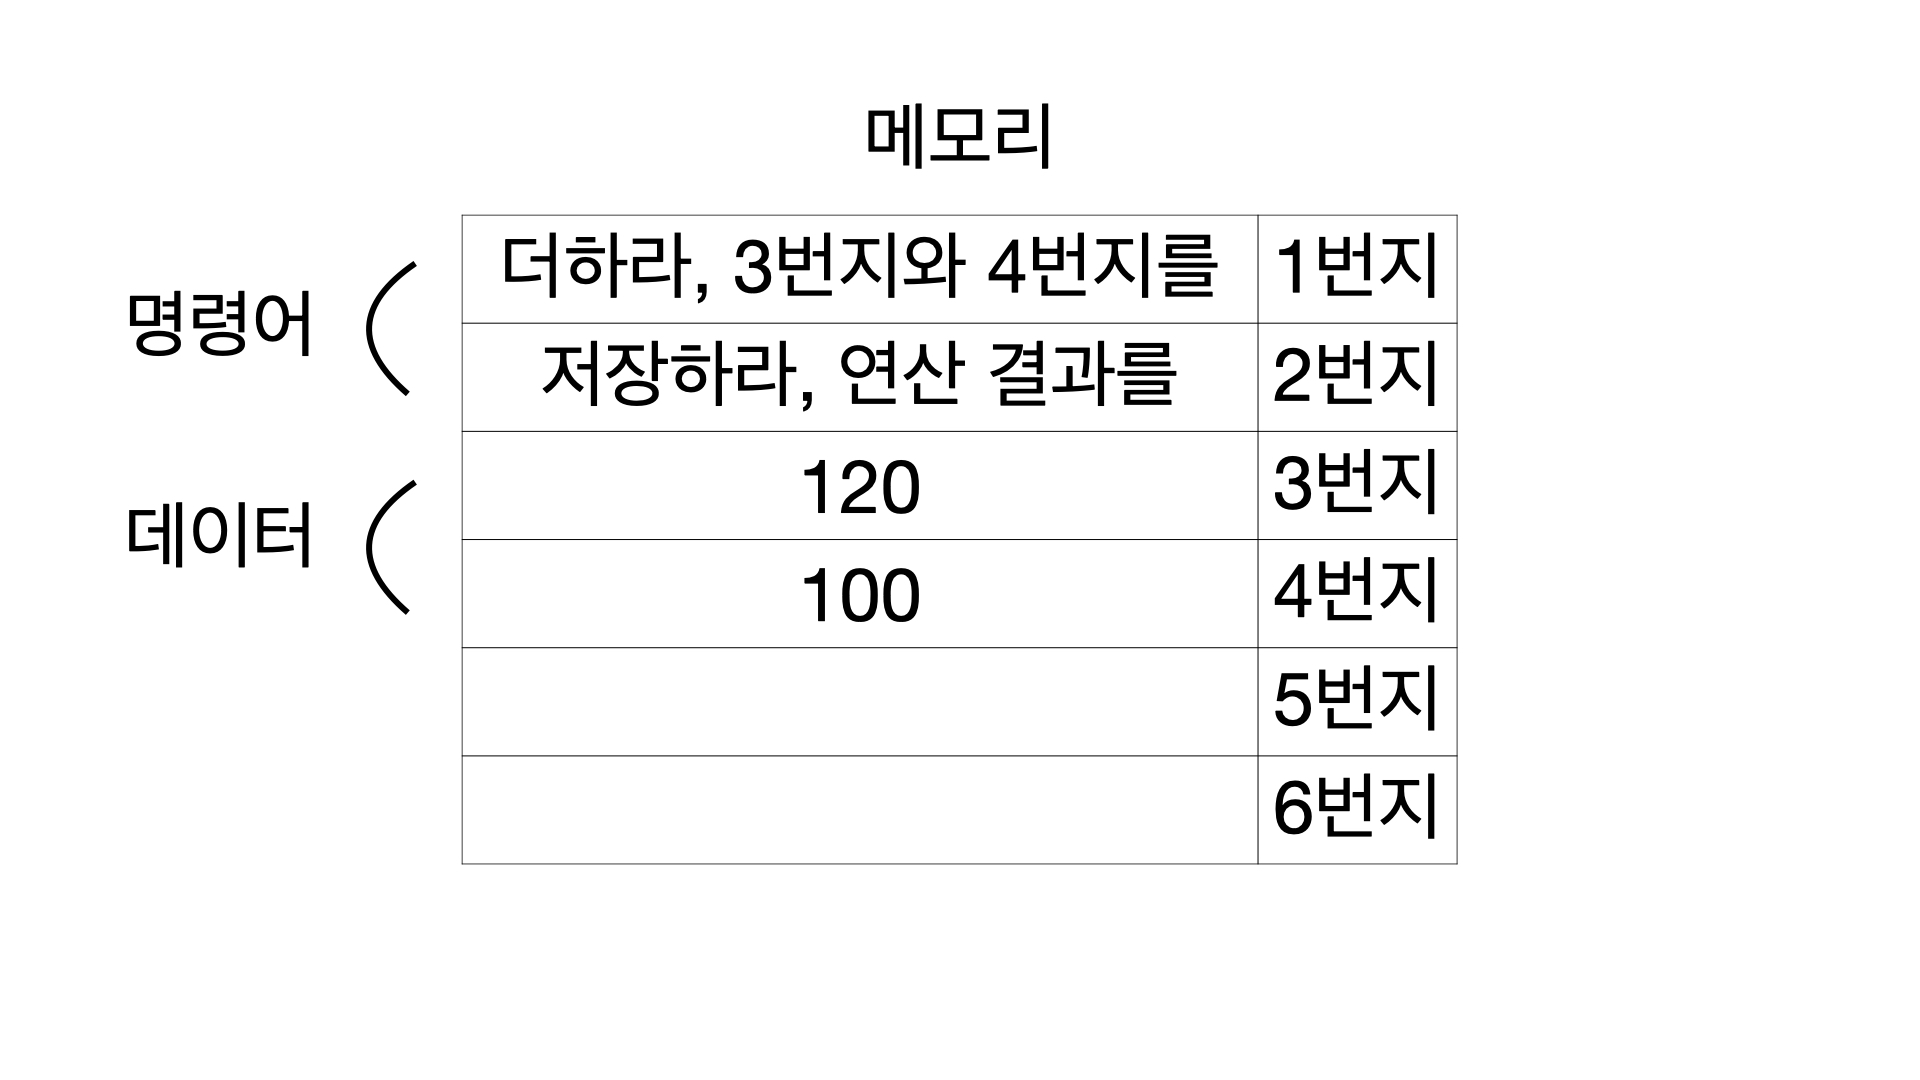 메모리
명령어
더하라, 3번지와 4번지를 1번지
저장하라, 연산 결과를 2번지
데이터
120 3번지
100 4번지
5번지
6번지